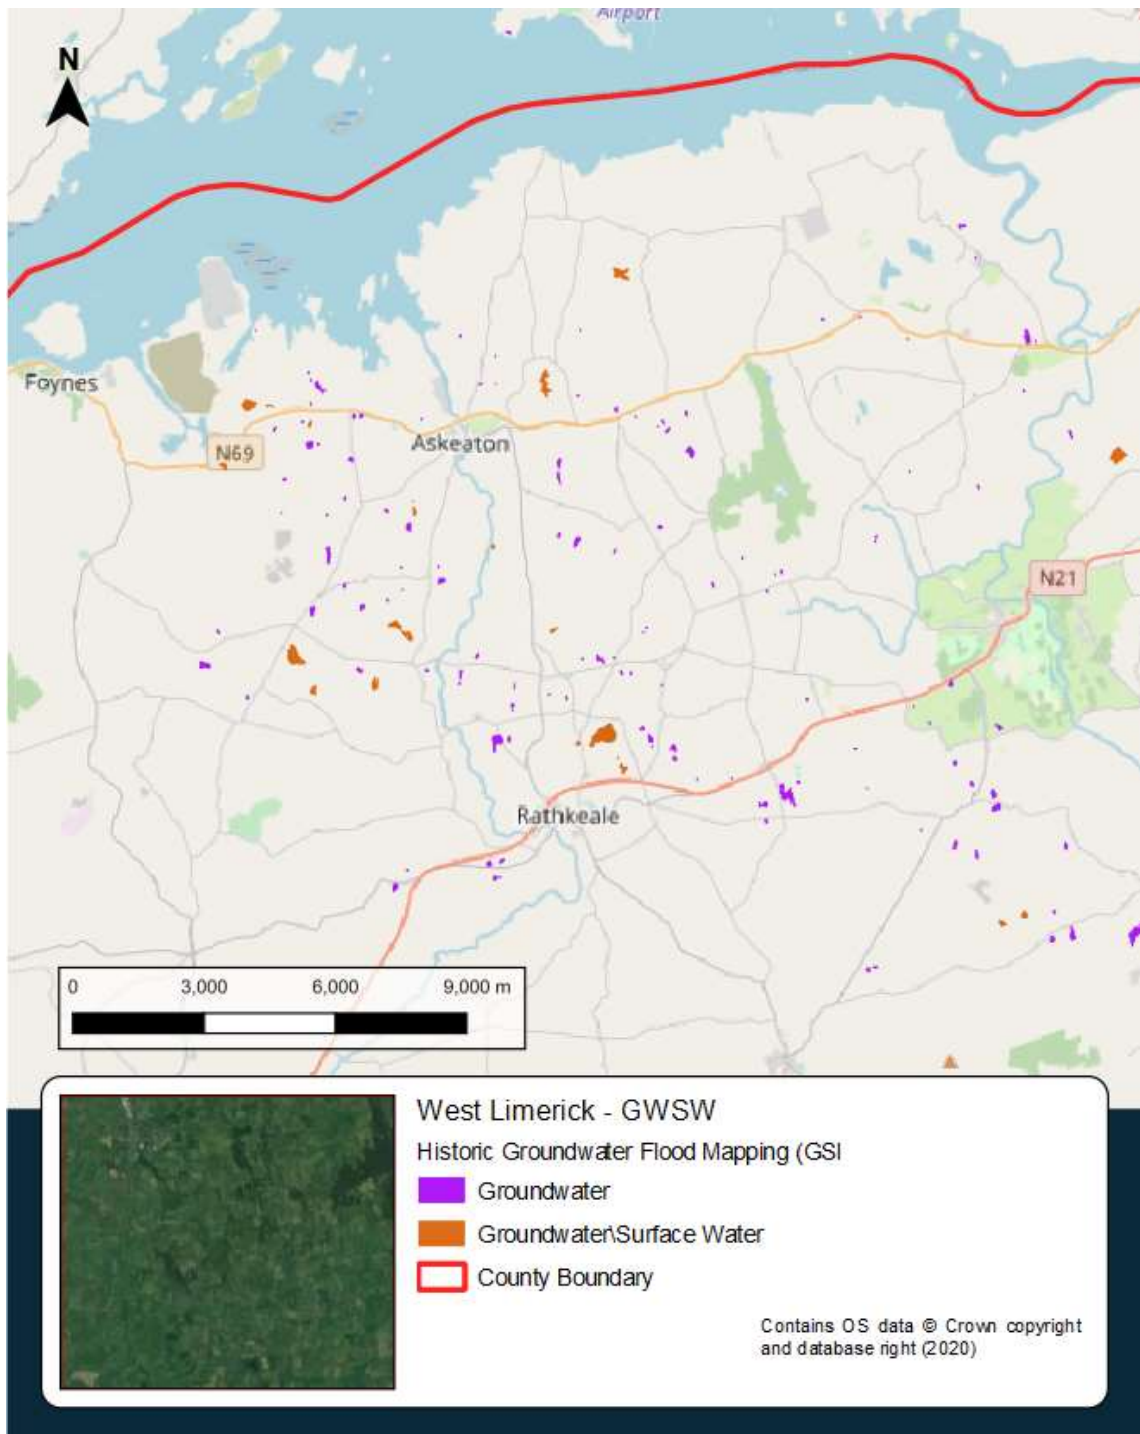 Airport
N
Foynes
N69
Askeaton
N21
Rathkeale
0 3,000 6,000 9,000 m
West Limerick - GWSW
Historic Groundwater Flood Mapping (GSI
Groundwater
Groundwater\Surface Water
County Boundary
Contains OS data © Crown copyright
and database right (2020)